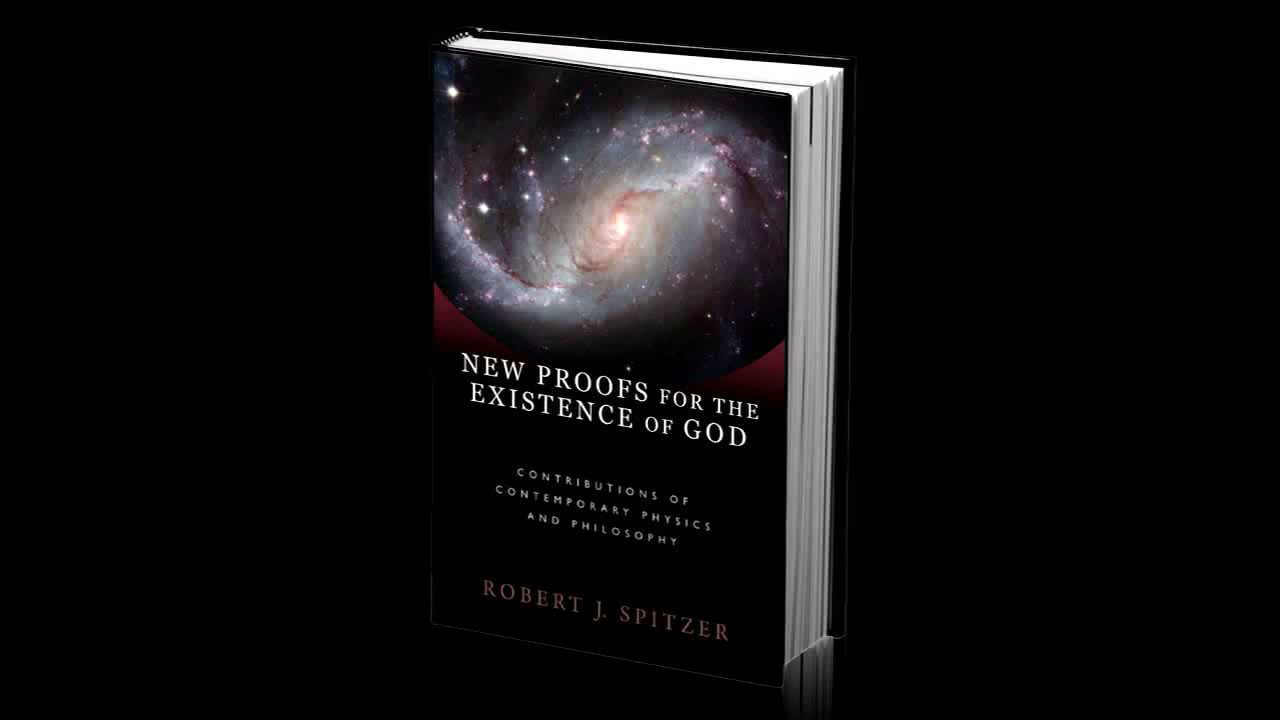 NEW PROOFS FOR THE
EXISTENCE OF GOD
CONTRIBUTIONS OF
CONTEMPORARY PHYSICS
AND PHILOSOPHY
ROBERT J. SPITZER